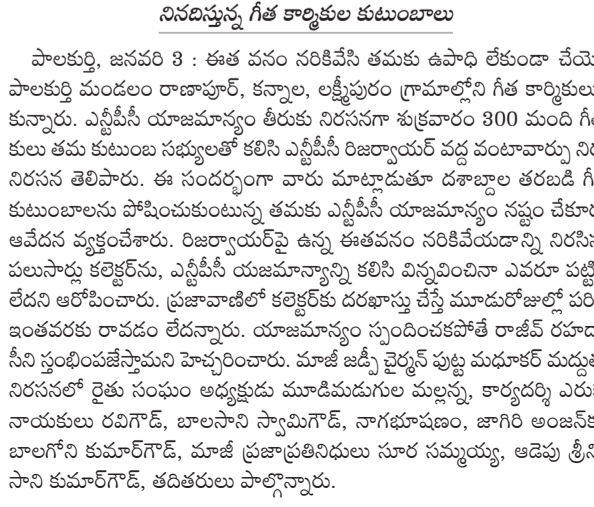 నినదిస్తున్న గీత కార్మికుల కుటుంబాలు
పాలకుర్తి, జనవరి 3 : ఈత వనం నరికివేసి తమకు ఉపాధి లేకుండా చేయె
పాలకుర్తి మండలం రాణాపూర్, కన్నాల, లక్ష్మీపురం గ్రామాల్లోని గీత కార్మికులు
కున్నారు. ఎన్టీపీసీ యాజమాన్యం తీరుకు నిరసనగా శుక్రవారం 300 మంది గీ
కులు తమ కుటుంబ సభ్యులతో కలిసి ఎన్టీపీసీ రిజర్వాయర్ వద్ద వంటావార్పు నిర
నిరసన తెలిపారు. ఈ సందర్భంగా వారు మాట్లాడుతూ దశాబ్దాల తరబడి గీ
కుటుంబాలను పోషించుకుంటున్న తమకు ఎన్టీపీసీ యాజమాన్యం నష్టం చేకూర
ఆవేదన వ్యక్తంచేశారు. రిజర్వాయర్‌పై ఉన్న ఈతవనం నరికివేయడాన్ని నిరసిస
పలుసార్లు కలెక్టర్‌ను, ఎన్టీపీసీ యజమాన్యాన్ని కలిసి విన్నవించినా ఎవరూ పట్టి
లేదని ఆరోపించారు. ప్రజావాణిలో కలెక్టర్‌కు దరఖాస్తు చేస్తే మూడురోజుల్లో పరి
ఇంతవరకు రావడం లేదన్నారు. యాజమాన్యం స్పందించకపోతే రాజీవ్ రహద
సీని స్తంభింపజేస్తామని హెచ్చరించారు. మాజీ జడ్పీ చైర్మన్ పుట్ట మధూకర్ మద్దుత
నిరసనలో రైతు సంఘం అధ్యక్షుడు మూడిమడుగుల మల్లన్న, కార్యదర్శి ఎరు
నాయకులు రవిగౌడ్, బాలసాని స్వామిగౌడ్, నాగభూషణం, జాగిరి అంజన్‌క
బాలగోని కుమార్‌గౌడ్, మాజీ ప్రజాప్రతినిధులు సూర సమ్మయ్య, ఆడెపు శ్రీని
సాని కుమార్‌గౌడ్, తదితరులు పాల్గొన్నారు.